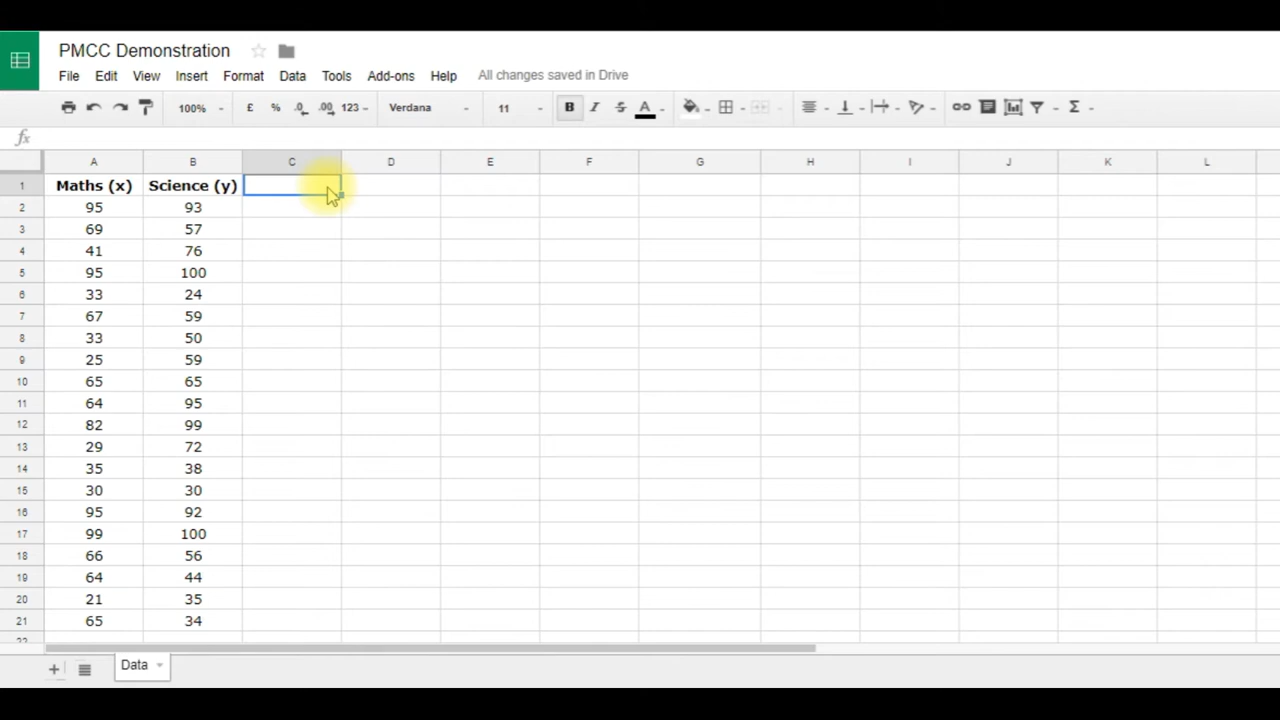 PMCC Demonstration
File Edit View Insert Format Data Tools Add-ons Help All changes saved in Drive
100% £ % .0 .00 123 Verdana 11 B I S A Σ
fx
A B C D E F G H I J K L
1 Maths (x) Science (y)
2 95 93
3 69 57
4 41 76
5 95 100
6 33 24
7 67 59
8 33 50
9 25 59
10 65 65
11 64 95
12 82 99
13 29 72
14 35 38
15 30 30
16 95 92
17 99 100
18 66 56
19 64 44
20 21 35
21 65 34
22
+ Data